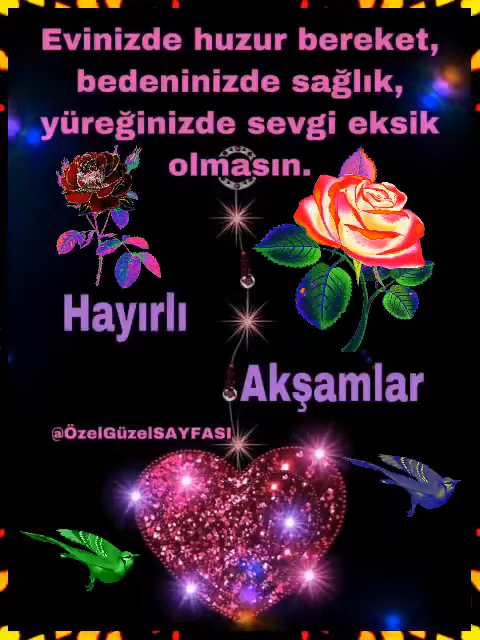 Evinizde huzur bereket,
bedeninizde sağlık,
yüreğinizde sevgi eksik
olmasın.
Hayırlı
Akşamlar
@ÖzelGüzelSAYFASI